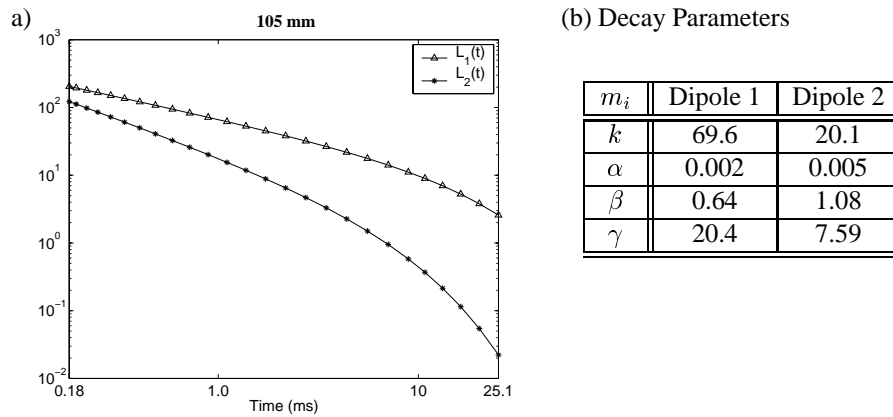 a)
105 mm
10^3
10^2
10^1
10^0
10^-1
10^-2
L_1(t)
L_2(t)
0.18
1.0
10
25.1
Time (ms)
(b) Decay Parameters
m_i Dipole 1 Dipole 2
k 69.6 20.1
α 0.002 0.005
β 0.64 1.08
γ 20.4 7.59